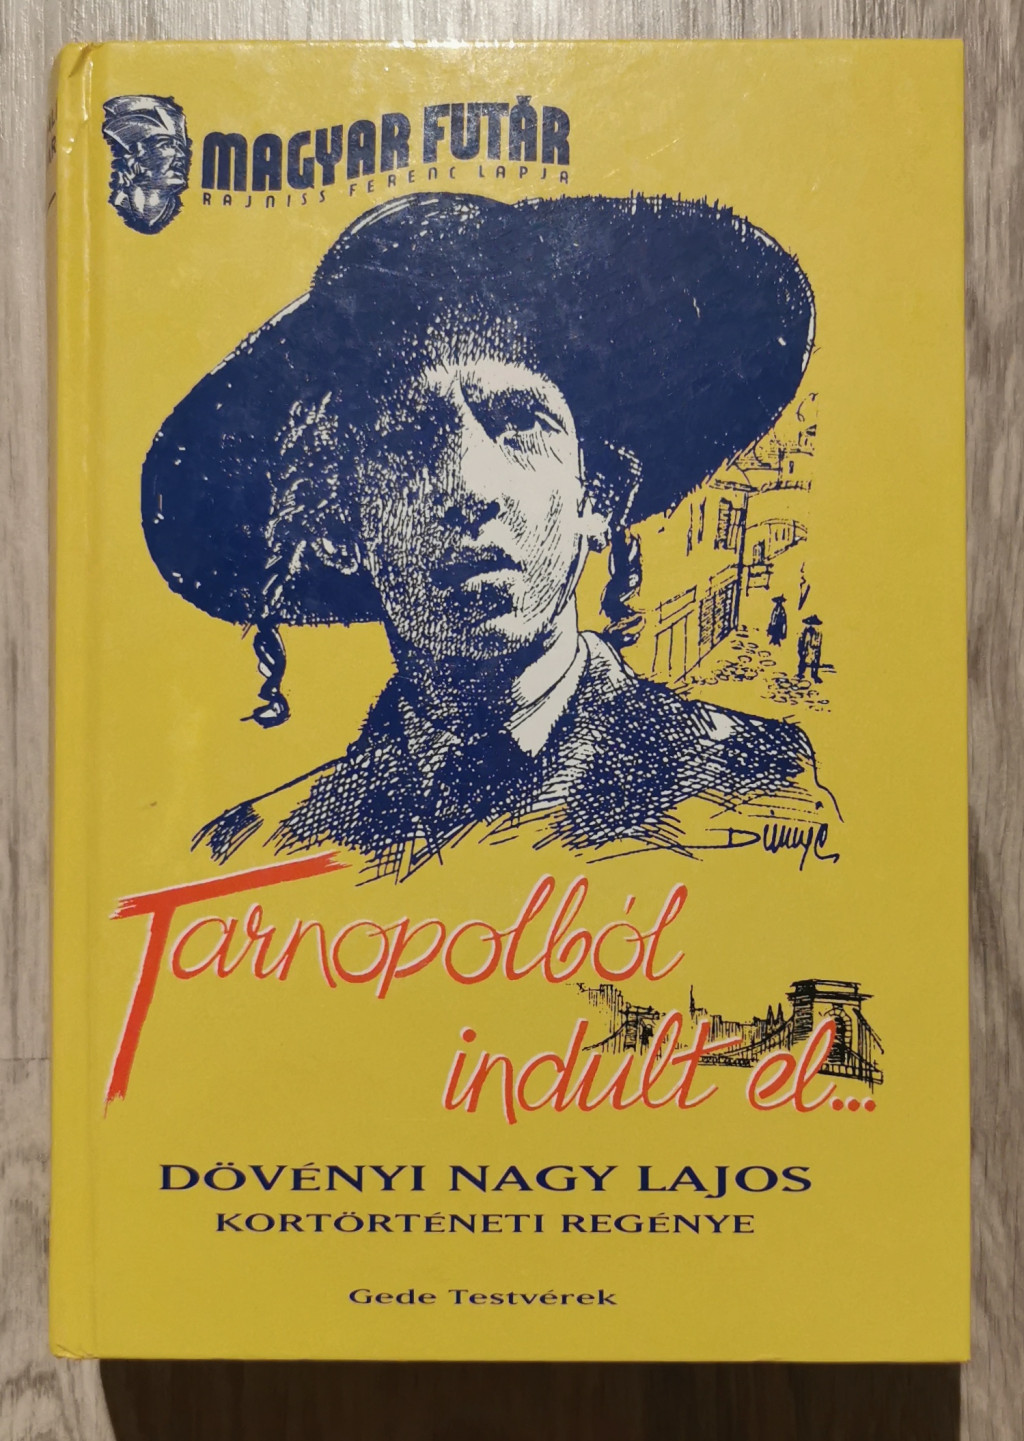 MAGYAR FUTÁR
RAJNISS FERENC LAPJA
Tarnopolból
indult el...
DÖVÉNYI NAGY LAJOS
KORTÖRTÉNETI REGÉNYE
Gede Testvérek